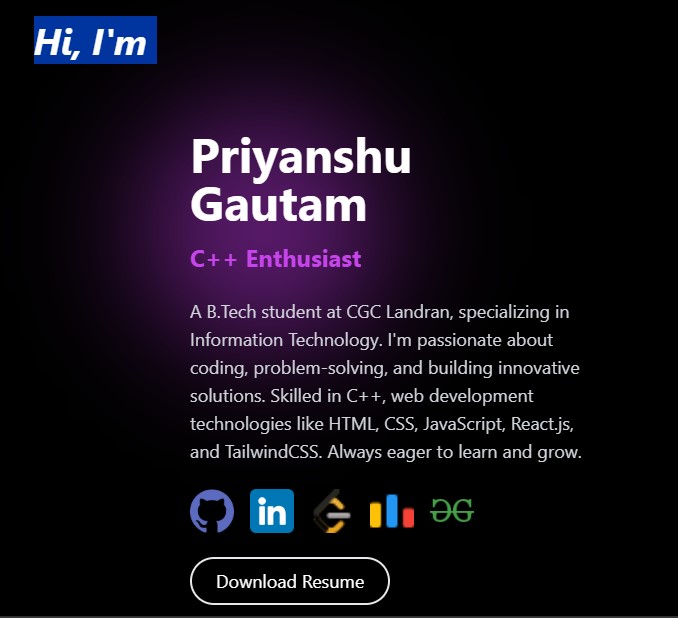 Hi, I'm
Priyanshu
Gautam
C++ Enthusiast
A B.Tech student at CGC Landran, specializing in
Information Technology. I'm passionate about
coding, problem-solving, and building innovative
solutions. Skilled in C++, web development
technologies like HTML, CSS, JavaScript, React.js,
and TailwindCSS. Always eager to learn and grow.
in
Download Resume